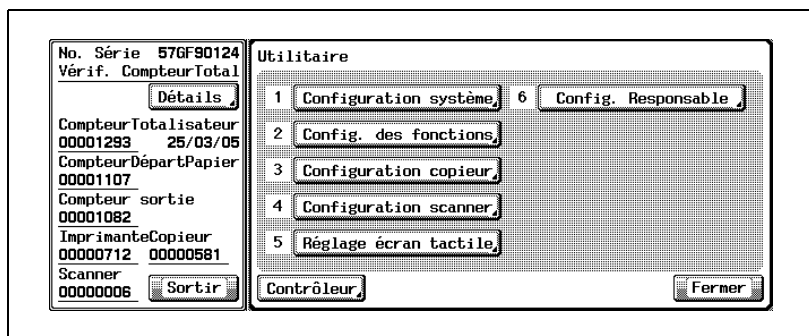 No. Série 57GF90124
Vérif. CompteurTotal
Détails
CompteurTotalisateur
00001293 25/03/05
CompteurDépartPapier
00001107
Compteur sortie
00001082
ImprimanteCopieur
00000712 00000581
Scanner
00000006 Sortir
Utilitaire
1 Configuration système 6 Config. Responsable
2 Config. des fonctions
3 Configuration copieur
4 Configuration scanner
5 Réglage écran tactile
Contrôleur Fermer